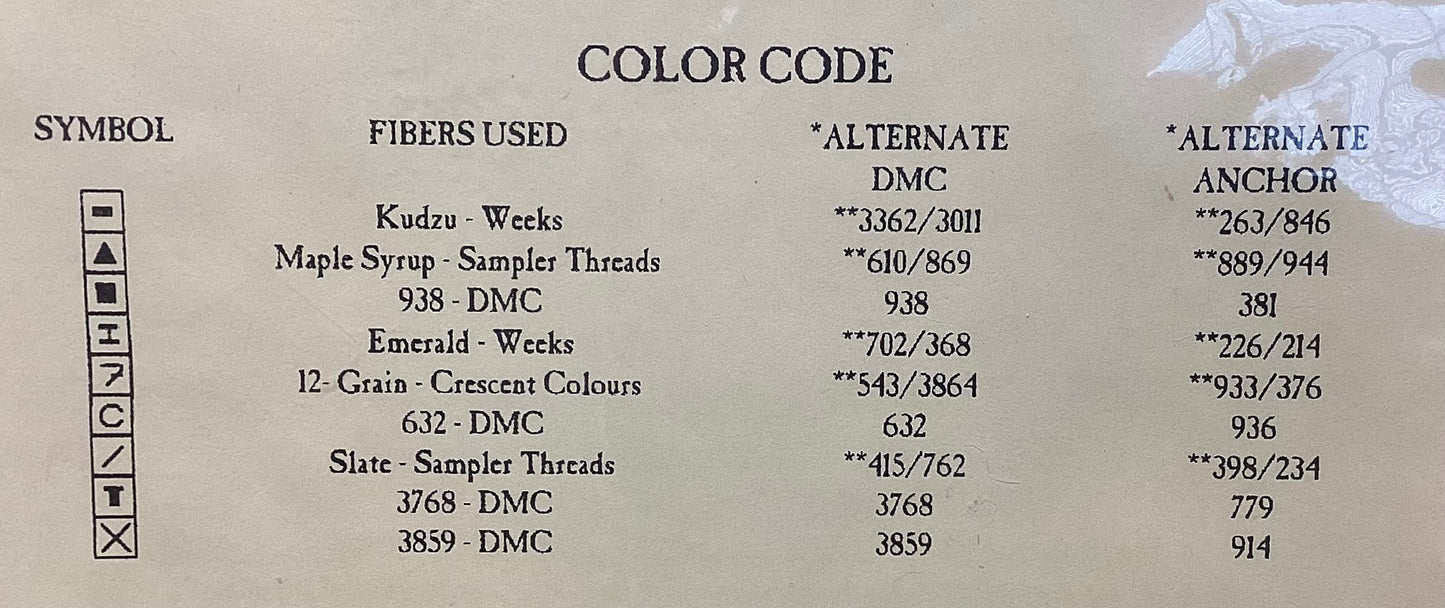 COLOR CODE
SYMBOL FIBERS USED *ALTERNATE DMC *ALTERNATE ANCHOR
▬ Kudzu - Weeks **3362/3011 **263/846
▲ Maple Syrup - Sampler Threads **610/869 **889/944
■ 938 - DMC 938 381
I Emerald - Weeks **702/368 **226/214
ア 12- Grain - Crescent Colours **543/3864 **933/376
C 632 - DMC 632 936
/ Slate - Sampler Threads **415/762 **398/234
T 3768 - DMC 3768 779
X 3859 - DMC 3859 914